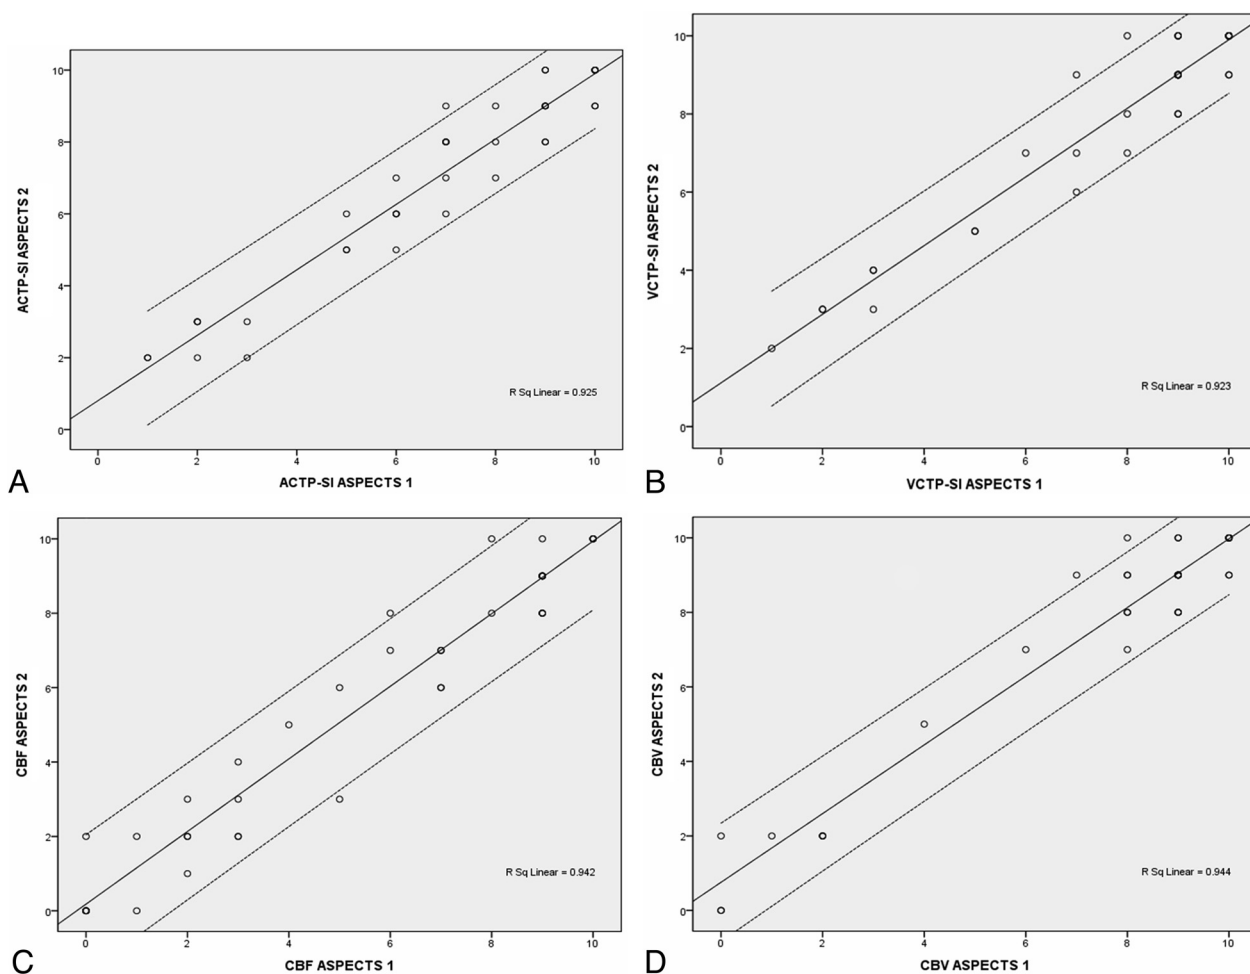 10
8
6
4
2
0
ACTP-SI ASPECTS 2
R Sq Linear = 0.925
0 2 4 6 8 10
ACTP-SI ASPECTS 1
A
10
8
6
4
2
0
VCTP-SI ASPECTS 2
R Sq Linear = 0.923
0 2 4 6 8 10
VCTP-SI ASPECTS 1
B
10
8
6
4
2
0
CBF ASPECTS 2
R Sq Linear = 0.942
0 2 4 6 8 10
CBF ASPECTS 1
C
10
8
6
4
2
0
CBV ASPECTS 2
R Sq Linear = 0.944
0 2 4 6 8 10
CBV ASPECTS 1
D